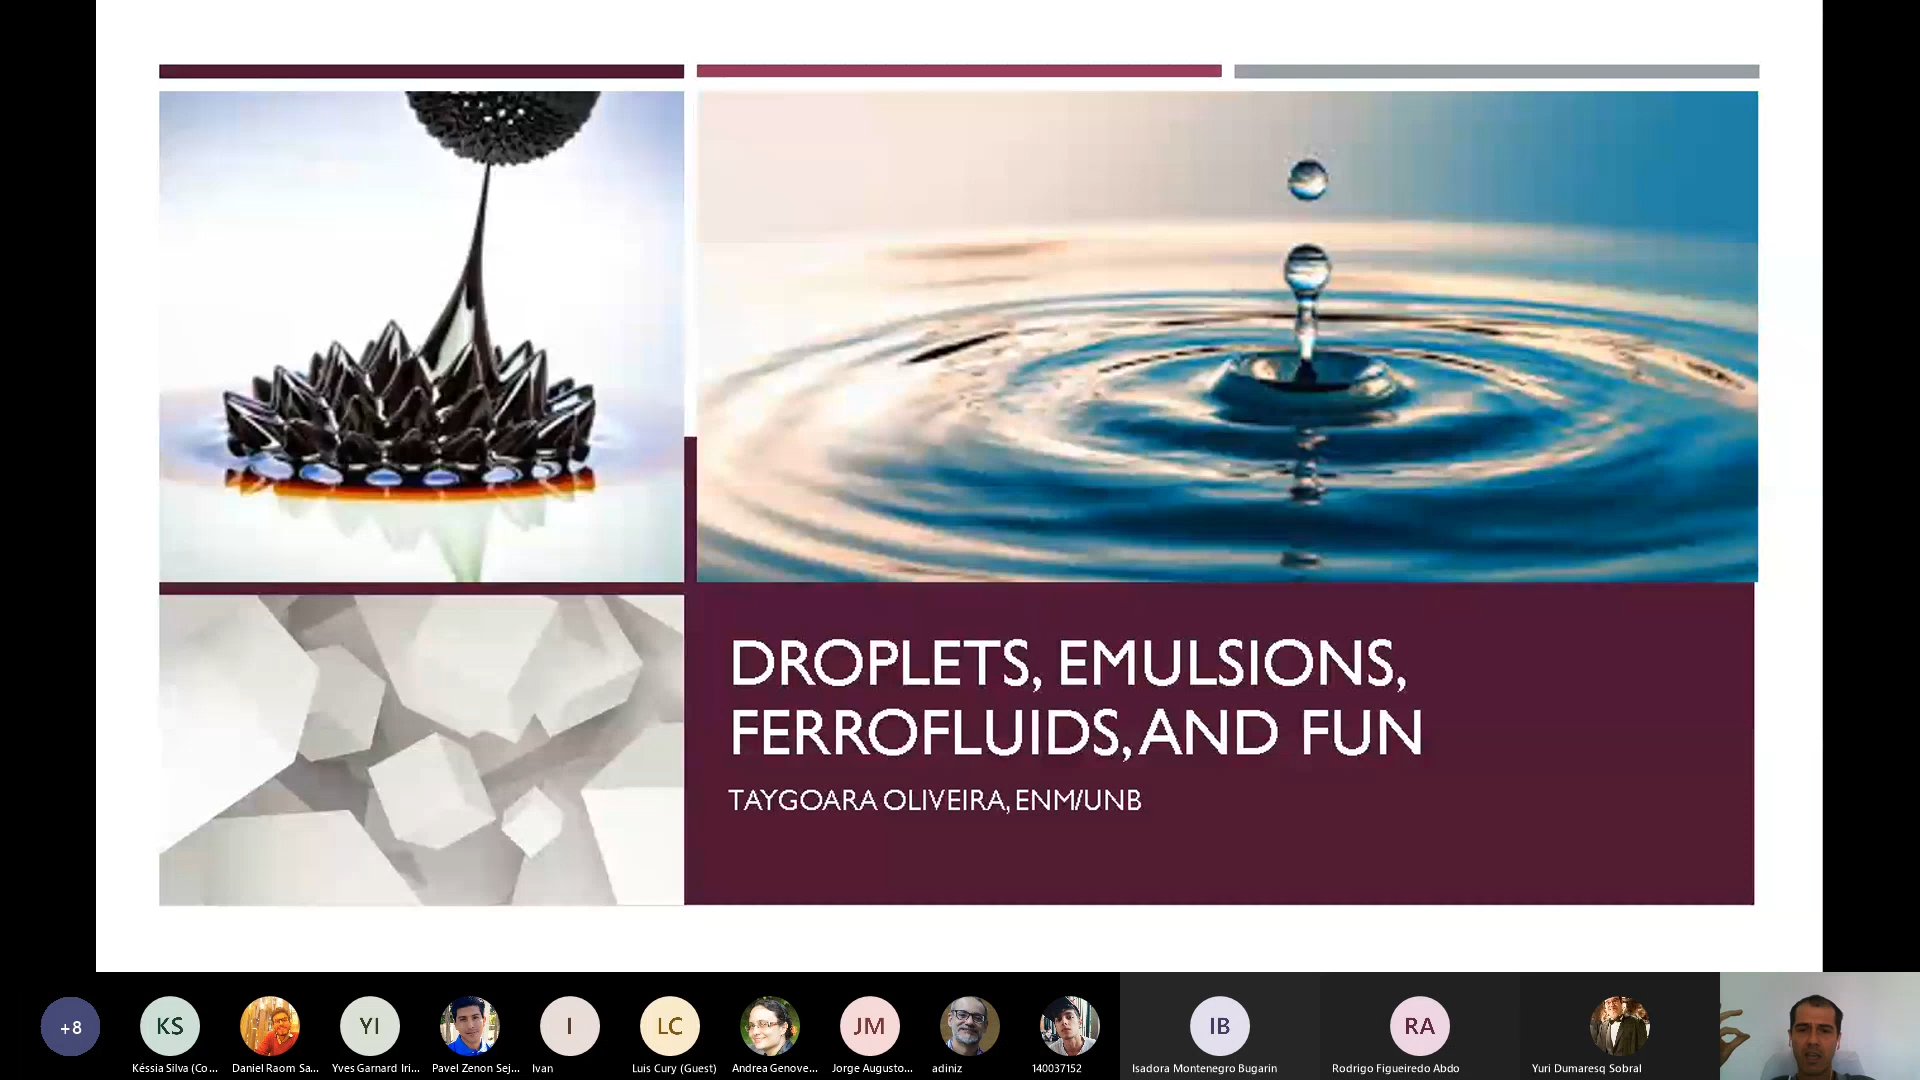 DROPLETS, EMULSIONS,
FERROFLUIDS, AND FUN
TAYGOARA OLIVEIRA, ENM/UNB
+8
KS
YI
I
LC
JM
IB
RA
Késsia Silva (Co...
Daniel Raom Sa...
Yves Garnard Iri...
Pavel Zenon Sej...
Ivan
Luis Cury (Guest)
Andrea Genove...
Jorge Augusto...
adiniz
140037152
Isadora Montenegro Bugarin
Rodrigo Figueiredo Abdo
Yuri Dumaresq Sobral